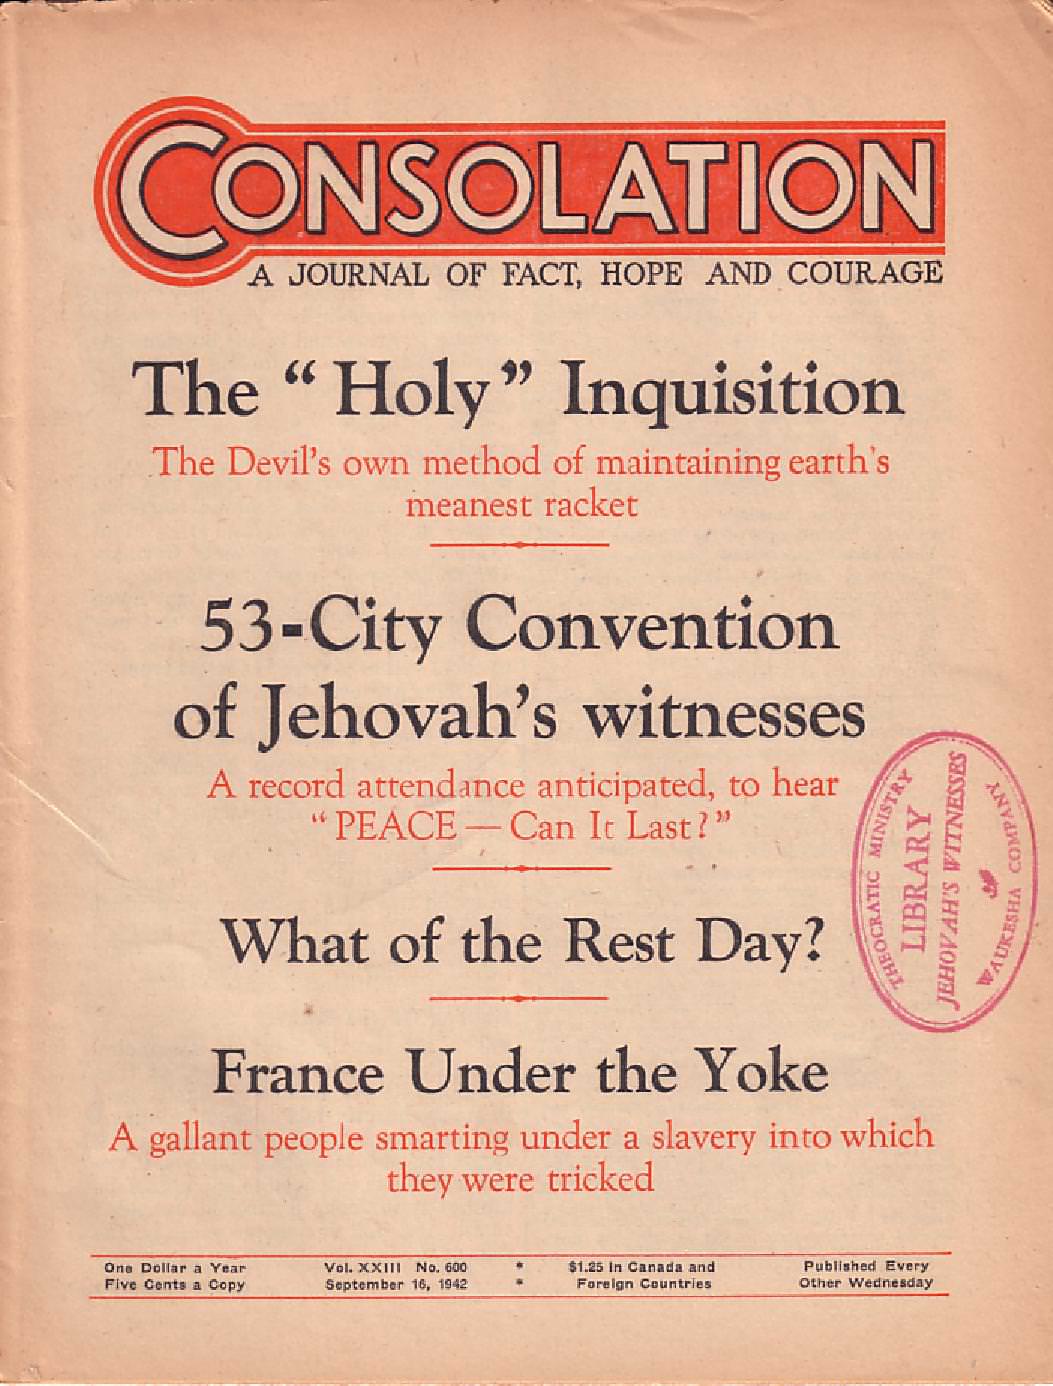 CONSOLATION
A JOURNAL OF FACT, HOPE AND COURAGE
The “Holy” Inquisition
The Devil's own method of maintaining earth's
meanest racket
53-City Convention
of Jehovah's witnesses
A record attendance anticipated, to hear
“PEACE — Can It Last?”
THEOCRATIC MINISTRY
LIBRARY
JEHOVAH'S WITNESSES
WAUKESHA COMPANY
What of the Rest Day?
France Under the Yoke
A gallant people smarting under a slavery into which
they were tricked
One Dollar a Year Vol. XXIII No. 600 * $1.25 in Canada and Published Every
Five Cents a Copy September 16, 1942 * Foreign Countries Other Wednesday